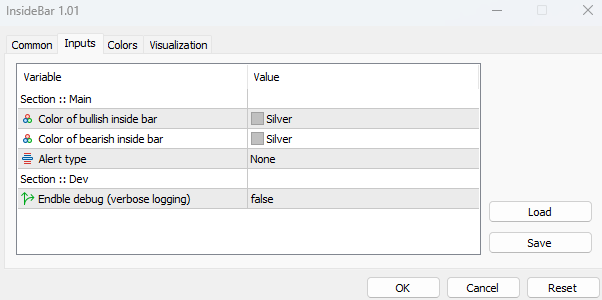 InsideBar 1.01
Common Inputs Colors Visualization
Variable Value
Section :: Main
Color of bullish inside bar Silver
Color of bearish inside bar Silver
Alert type None
Section :: Dev
Endble debug (verbose logging) false
Load
Save
OK Cancel Reset